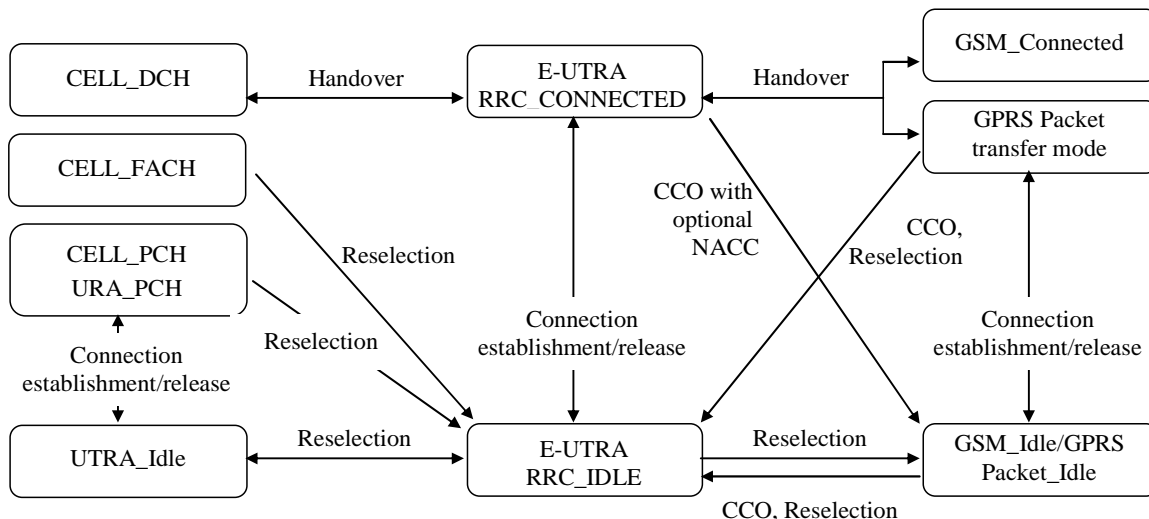 GSM_Connected
CELL_DCH
Handover
E-UTRA
RRC_CONNECTED
Handover
GPRS Packet
transfer mode
CELL_FACH
CCO with
optional
NACC
CCO,
Reselection
CELL_PCH
URA_PCH
Reselection
Reselection
Connection
establishment/release
Connection
establishment/release
Connection
establishment/release
UTRA_Idle
Reselection
E-UTRA
RRC_IDLE
Reselection
GSM_Idle/GPRS
Packet_Idle
CCO, Reselection